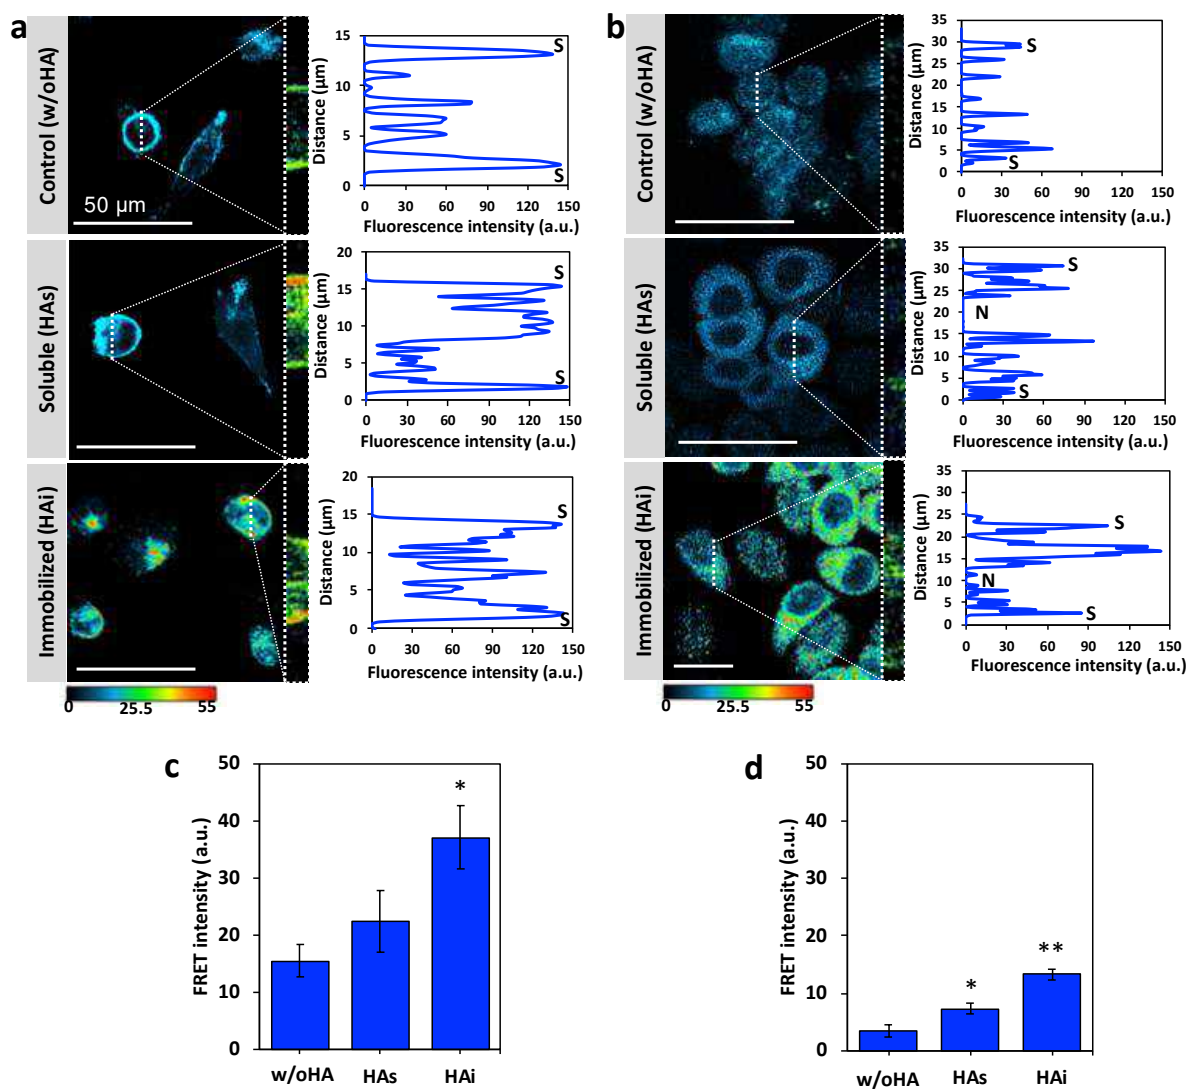 a
Control (w/oHA)
50 µm
Distance (µm)
15
10
5
0
S
S
0 30 60 90 120 150
Fluorescence intensity (a.u.)
Soluble (HAs)
Distance (µm)
20
15
10
5
0
S
S
0 30 60 90 120 150
Fluorescence intensity (a.u.)
Immobilized (HAi)
Distance (µm)
20
15
10
5
0
S
S
0 30 60 90 120 150
Fluorescence intensity (a.u.)
0 25.5 55
b
Control (w/oHA)
Distance (µm)
35
30
25
20
15
10
5
0
S
S
0 30 60 90 120 150
Fluorescence intensity (a.u.)
Soluble (HAs)
Distance (µm)
35
30
25
20
15
10
5
0
S
N
S
0 30 60 90 120 150
Fluorescence intensity (a.u.)
Immobilized (HAi)
Distance (µm)
35
30
25
20
15
10
5
0
S
N
S
0 30 60 90 120 150
Fluorescence intensity (a.u.)
0 25.5 55
c
FRET intensity (a.u.)
50
40
30
20
10
0
*
w/oHA HAs HAi
d
FRET intensity (a.u.)
50
40
30
20
10
0
*
**
w/oHA HAs HAi